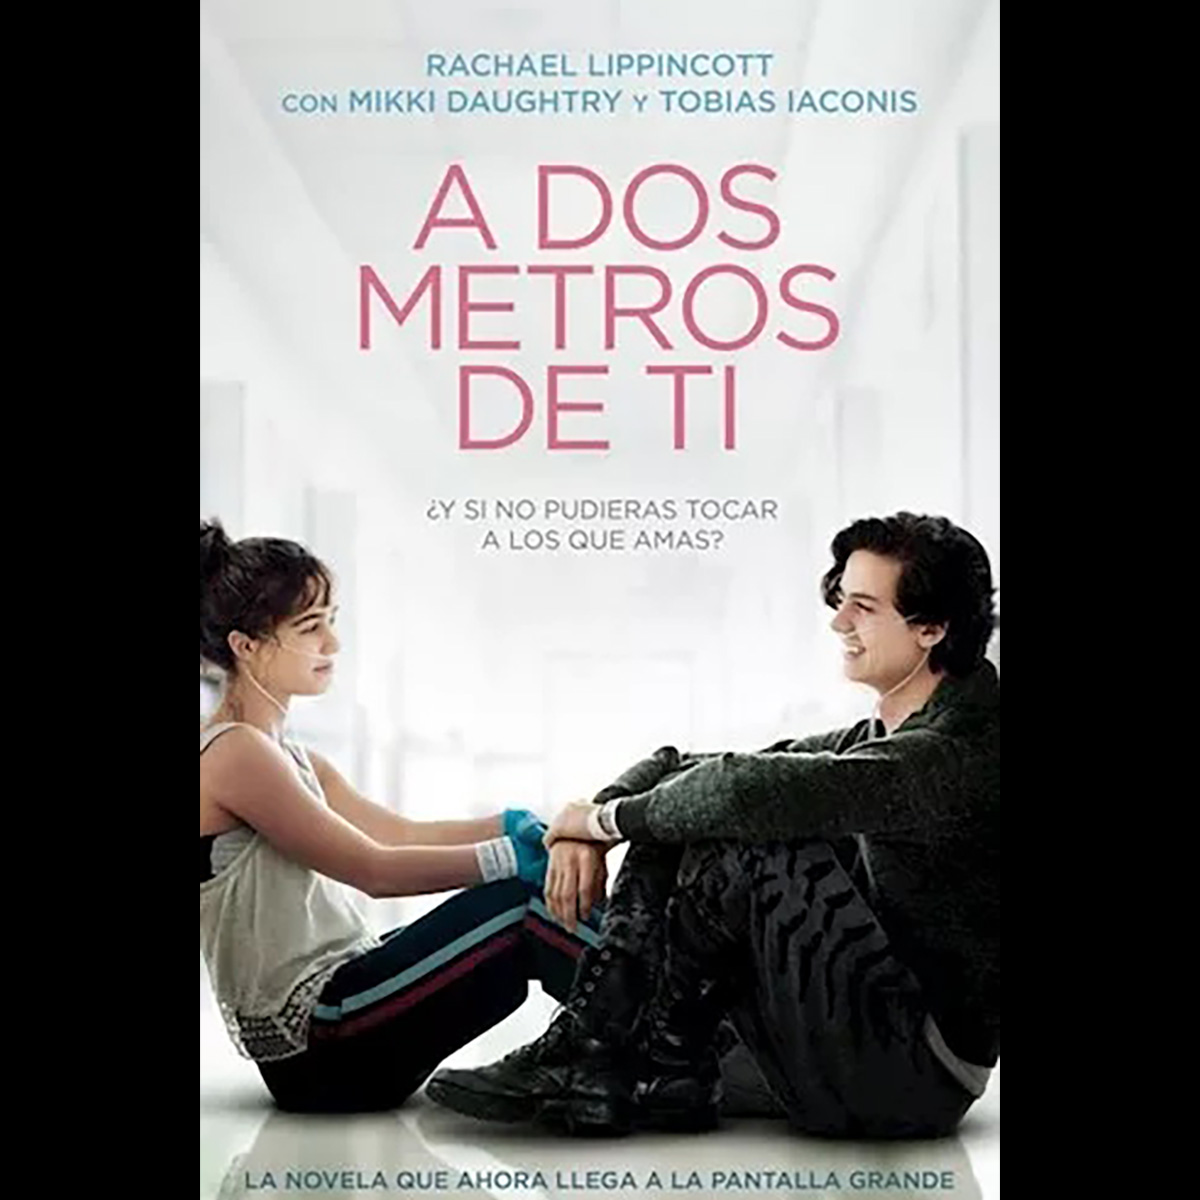 RACHAEL LIPPINCOTT
CON MIKKI DAUGHTRY Y TOBIAS IACONIS
A DOS
METROS
DE TI
¿Y SI NO PUDIERAS TOCAR
A LOS QUE AMAS?
LA NOVELA QUE AHORA LLEGA A LA PANTALLA GRANDE